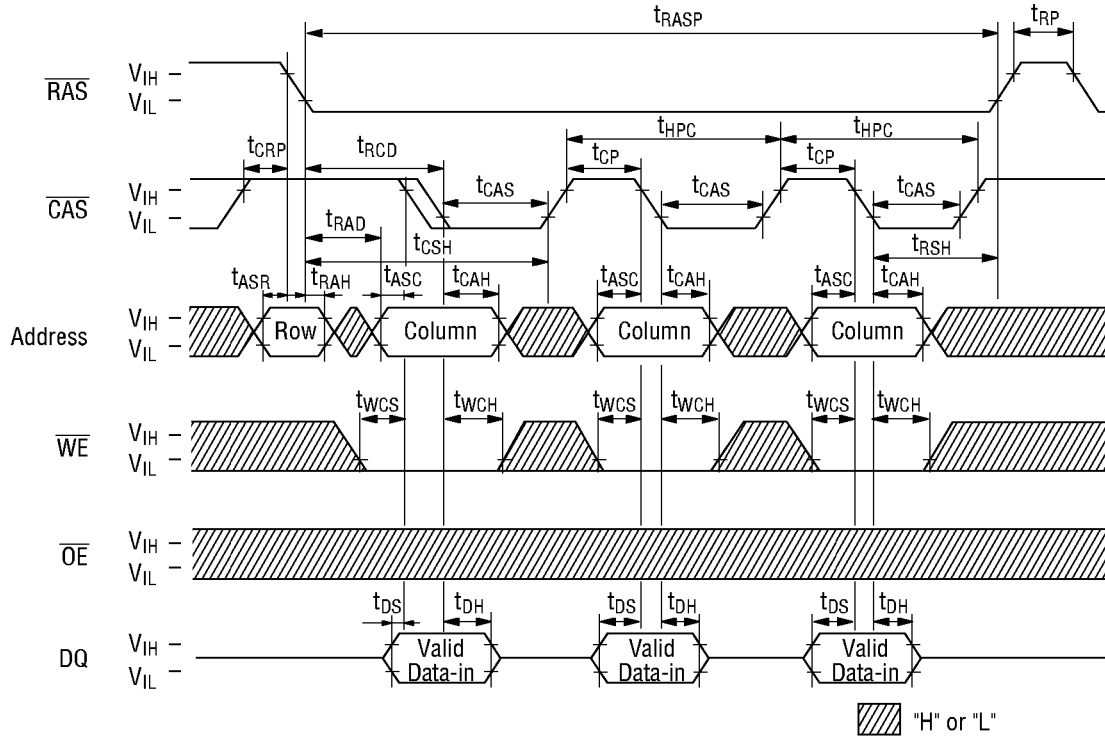 tRASP tRP
RAS VIH VIL
tHPC tHPC
tCRP tRCD tCP tCP
CAS VIH VIL
tCAS tCAS tCAS
tRAD tCSH tRSH
tASR tRAH tASC tCAH tASC tCAH tASC tCAH
Address VIH VIL Row Column Column Column
tWCS tWCH tWCS tWCH tWCS tWCH
WE VIH VIL
OE VIH VIL
tDS tDH tDS tDH tDS tDH
DQ VIH VIL
Valid Data-in Valid Data-in Valid Data-in
"H" or "L"